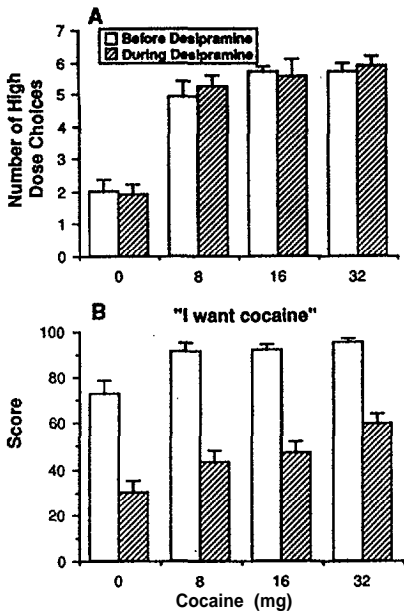 A
Before Desipramine
During Desipramine
Number of High
Dose Choices
7
6
5
4
3
2
1
0
0 8 16 32
B
"I want cocaine"
Score
100
80
60
40
20
0
0 8 16 32
Cocaine (mg)